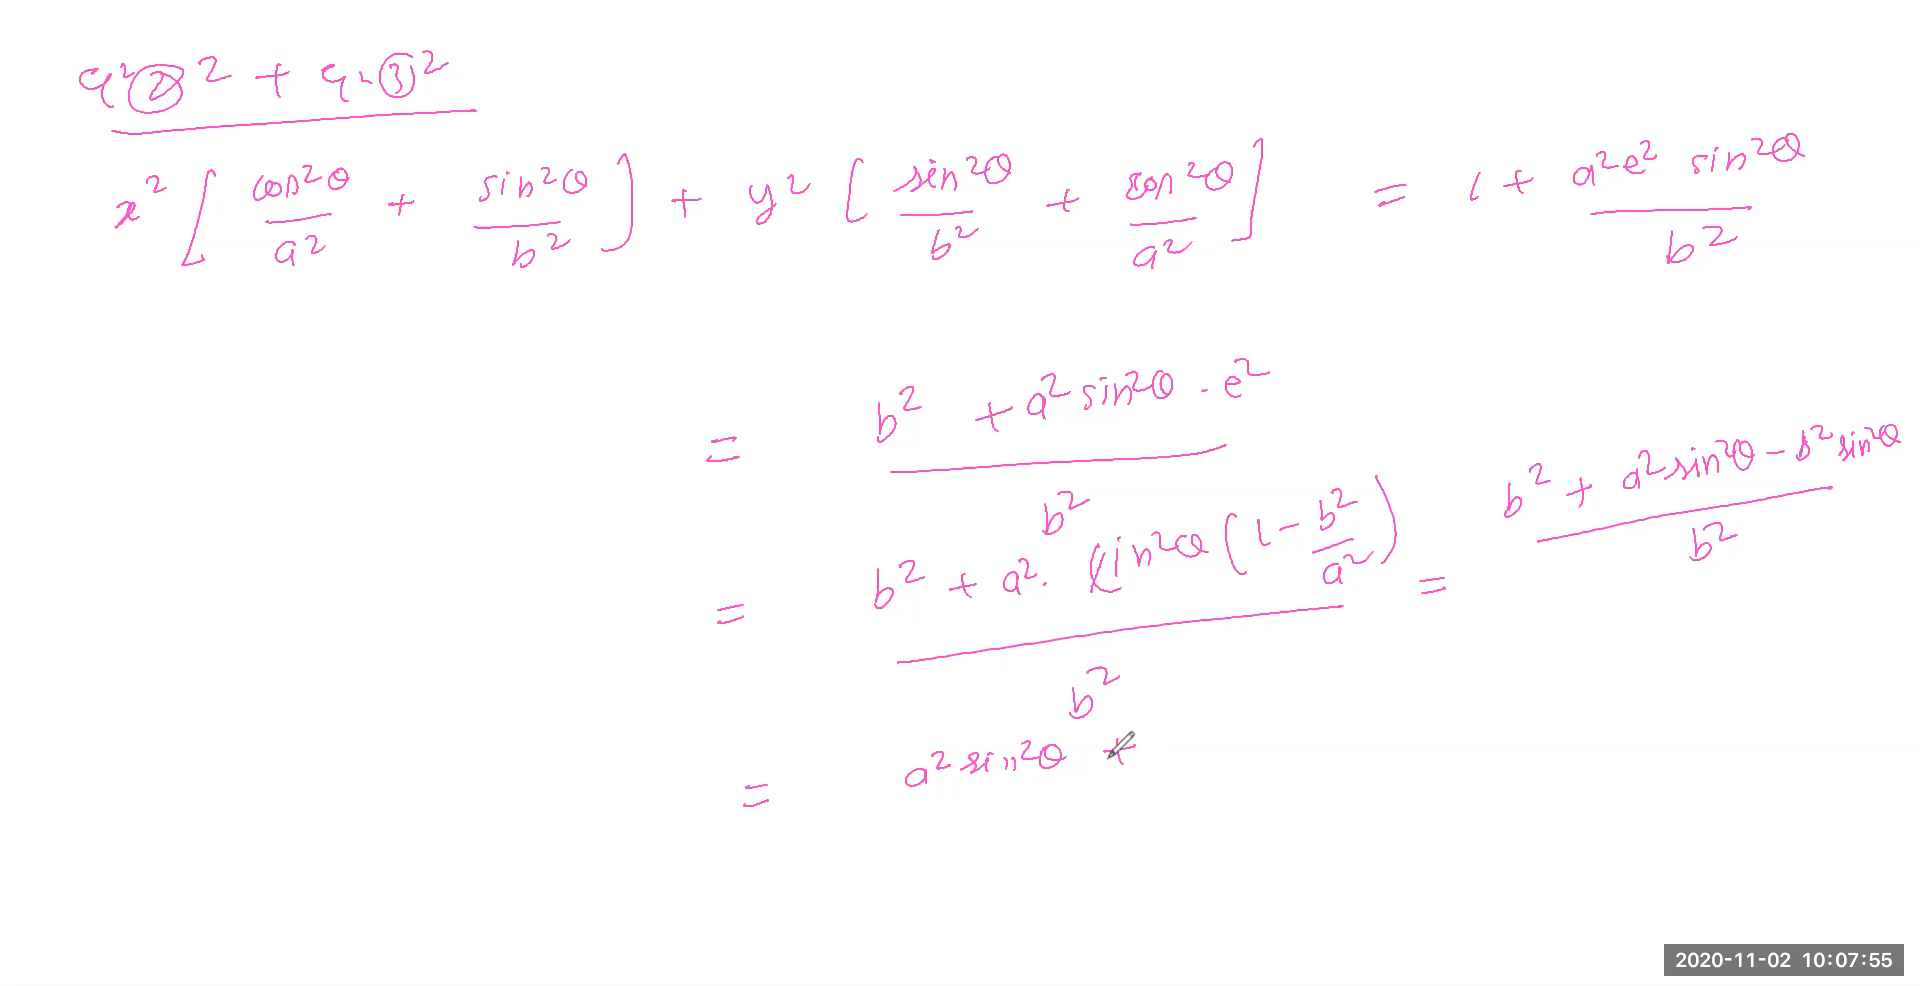 x² [ cos²θ/a² + sin²θ/b² ] + y² [ sin²θ/b² + cos²θ/a² ] = 1 + a²e² sin²θ/b²
= (b² + a² sin²θ · e²)/b²
= (b² + a² · sin²θ (1 - b²/a²))/b² = (b² + a² sin²θ - b² sin²θ)/b²
= a² sin²θ +
2020-11-02 10:07:55